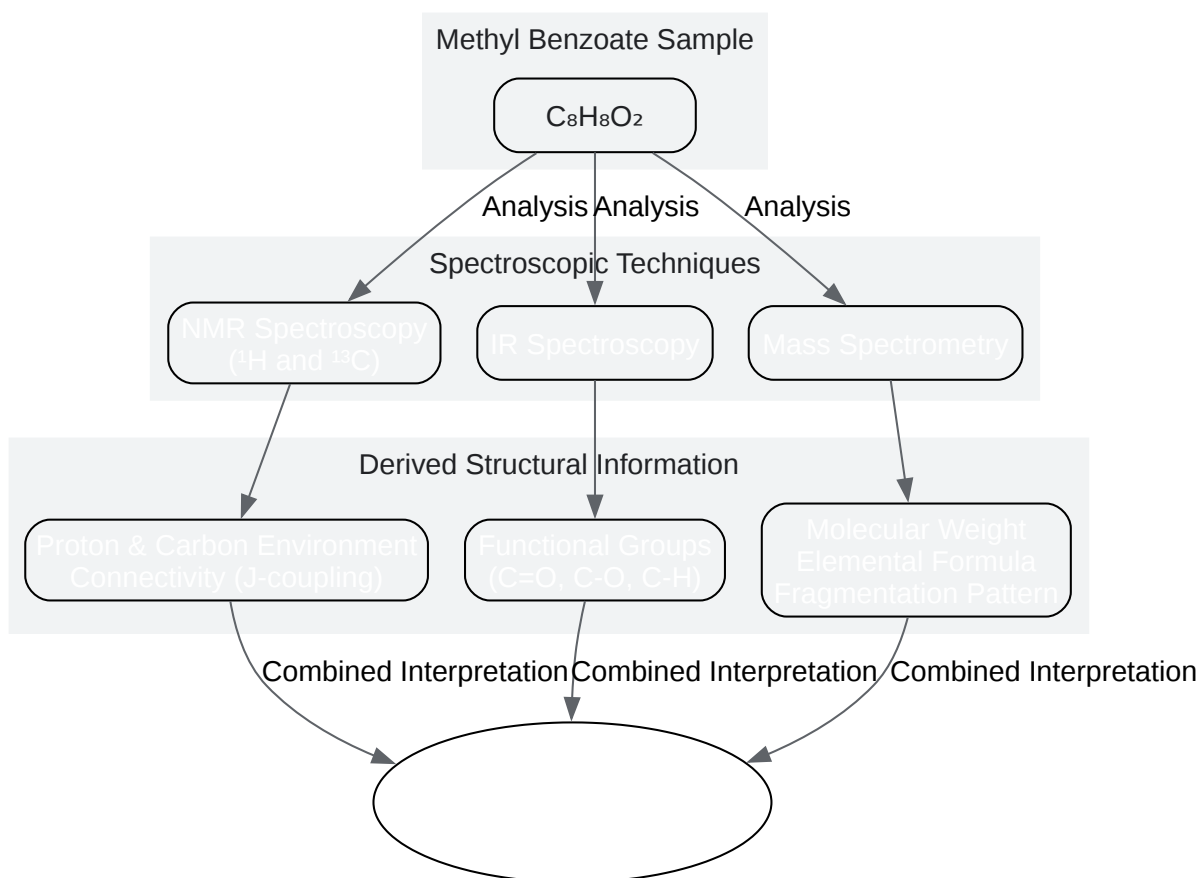 Methyl Benzoate Sample
C₈H₈O₂
Analysis Analysis Analysis
Spectroscopic Techniques
NMR Spectroscopy
(¹H and ¹³C)
IR Spectroscopy
Mass Spectrometry
Derived Structural Information
Proton & Carbon Environment
Connectivity (J-coupling)
Functional Groups
(C=O, C-O, C-H)
Molecular Weight
Elemental Formula
Fragmentation Pattern
Combined Interpretation Combined Interpretation Combined Interpretation